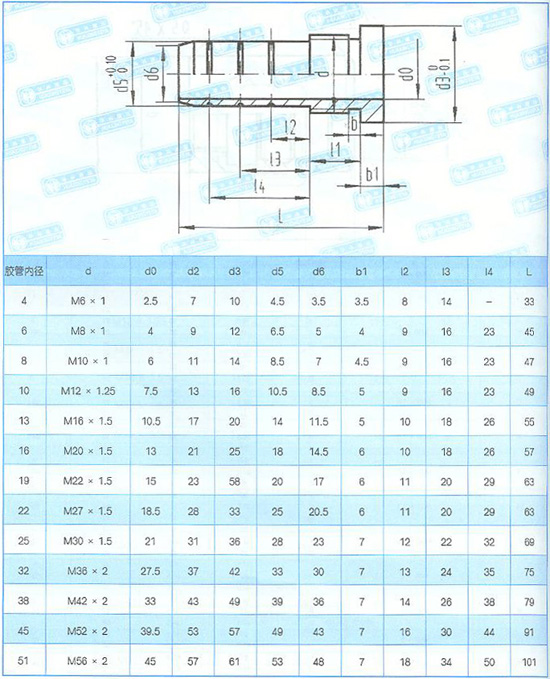 d5 +0.10 0
d6
d
d0
d3 0 -0.1
l2
b
l3
l1
l4
b1
l
胶管内径 d d0 d2 d3 d5 d6 b1 l2 l3 l4 L
4 M6 × 1 2.5 7 10 4.5 3.5 3.5 8 14 – 33
6 M8 × 1 4 9 12 6.5 5 4 9 16 23 45
8 M10 × 1 6 11 14 8.5 7 4.5 9 16 23 47
10 M12 × 1.25 7.5 13 16 10.5 8.5 5 9 16 23 49
13 M16 × 1.5 10.5 17 20 14 11.5 5 10 18 26 55
16 M20 × 1.5 13 21 25 18 14.5 6 10 18 26 57
19 M22 × 1.5 15 23 58 20 17 6 11 20 29 63
22 M27 × 1.5 18.5 28 33 25 20.5 6 11 20 29 63
25 M30 × 1.5 21 31 36 28 23 7 12 22 32 69
32 M36 × 2 27.5 37 42 33 30 7 13 24 35 75
38 M42 × 2 33 43 49 39 36 7 14 26 38 79
45 M52 × 2 39.5 53 57 49 43 7 16 30 44 91
51 M56 × 2 45 57 61 53 48 7 18 34 50 101